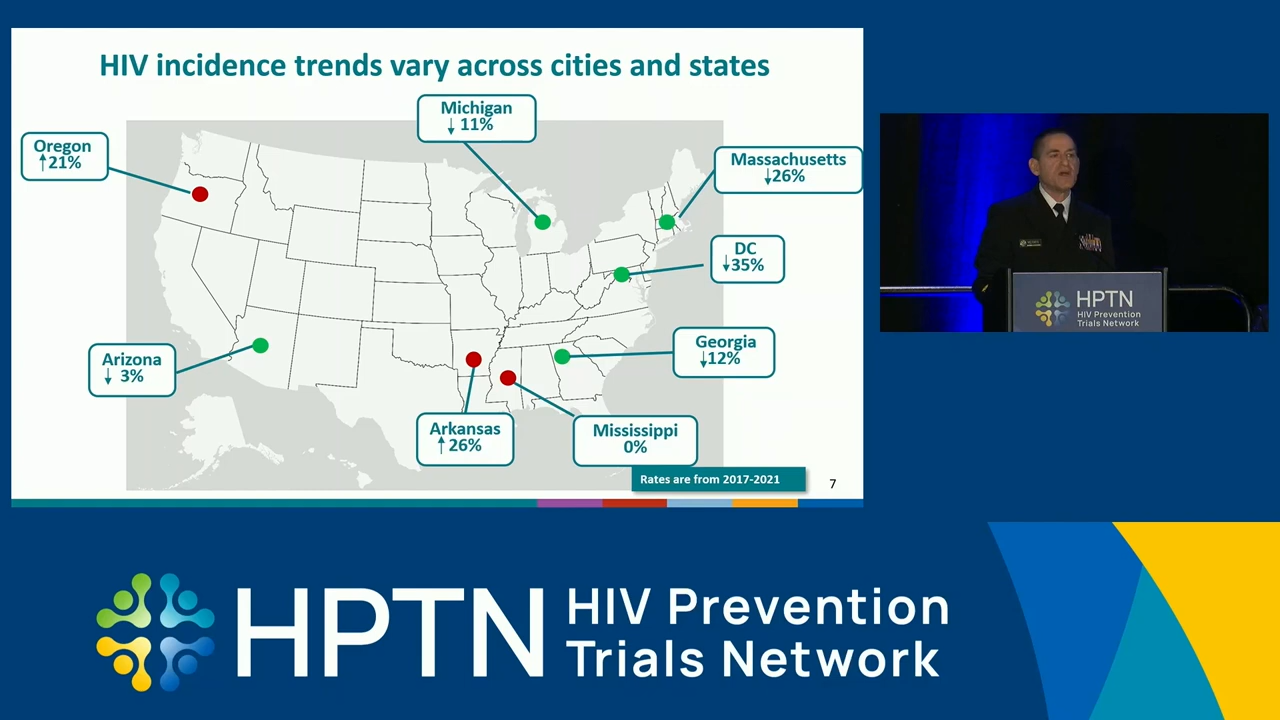 HIV incidence trends vary across cities and states
Michigan
↓ 11%
Oregon
↑21%
Massachusetts
↓26%
DC
↓35%
Georgia
↓12%
Arizona
↓ 3%
Arkansas
↑ 26%
Mississippi
0%
Rates are from 2017-2021
7
HPTN
HIV Prevention
Trials Network
HPTN
HIV Prevention
Trials Network